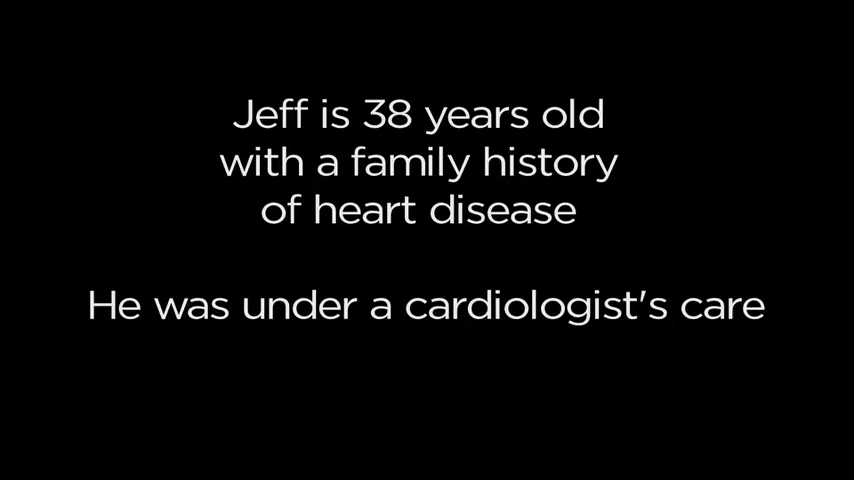 Jeff is 38 years old
with a family history
of heart disease
He was under a cardiologist's care